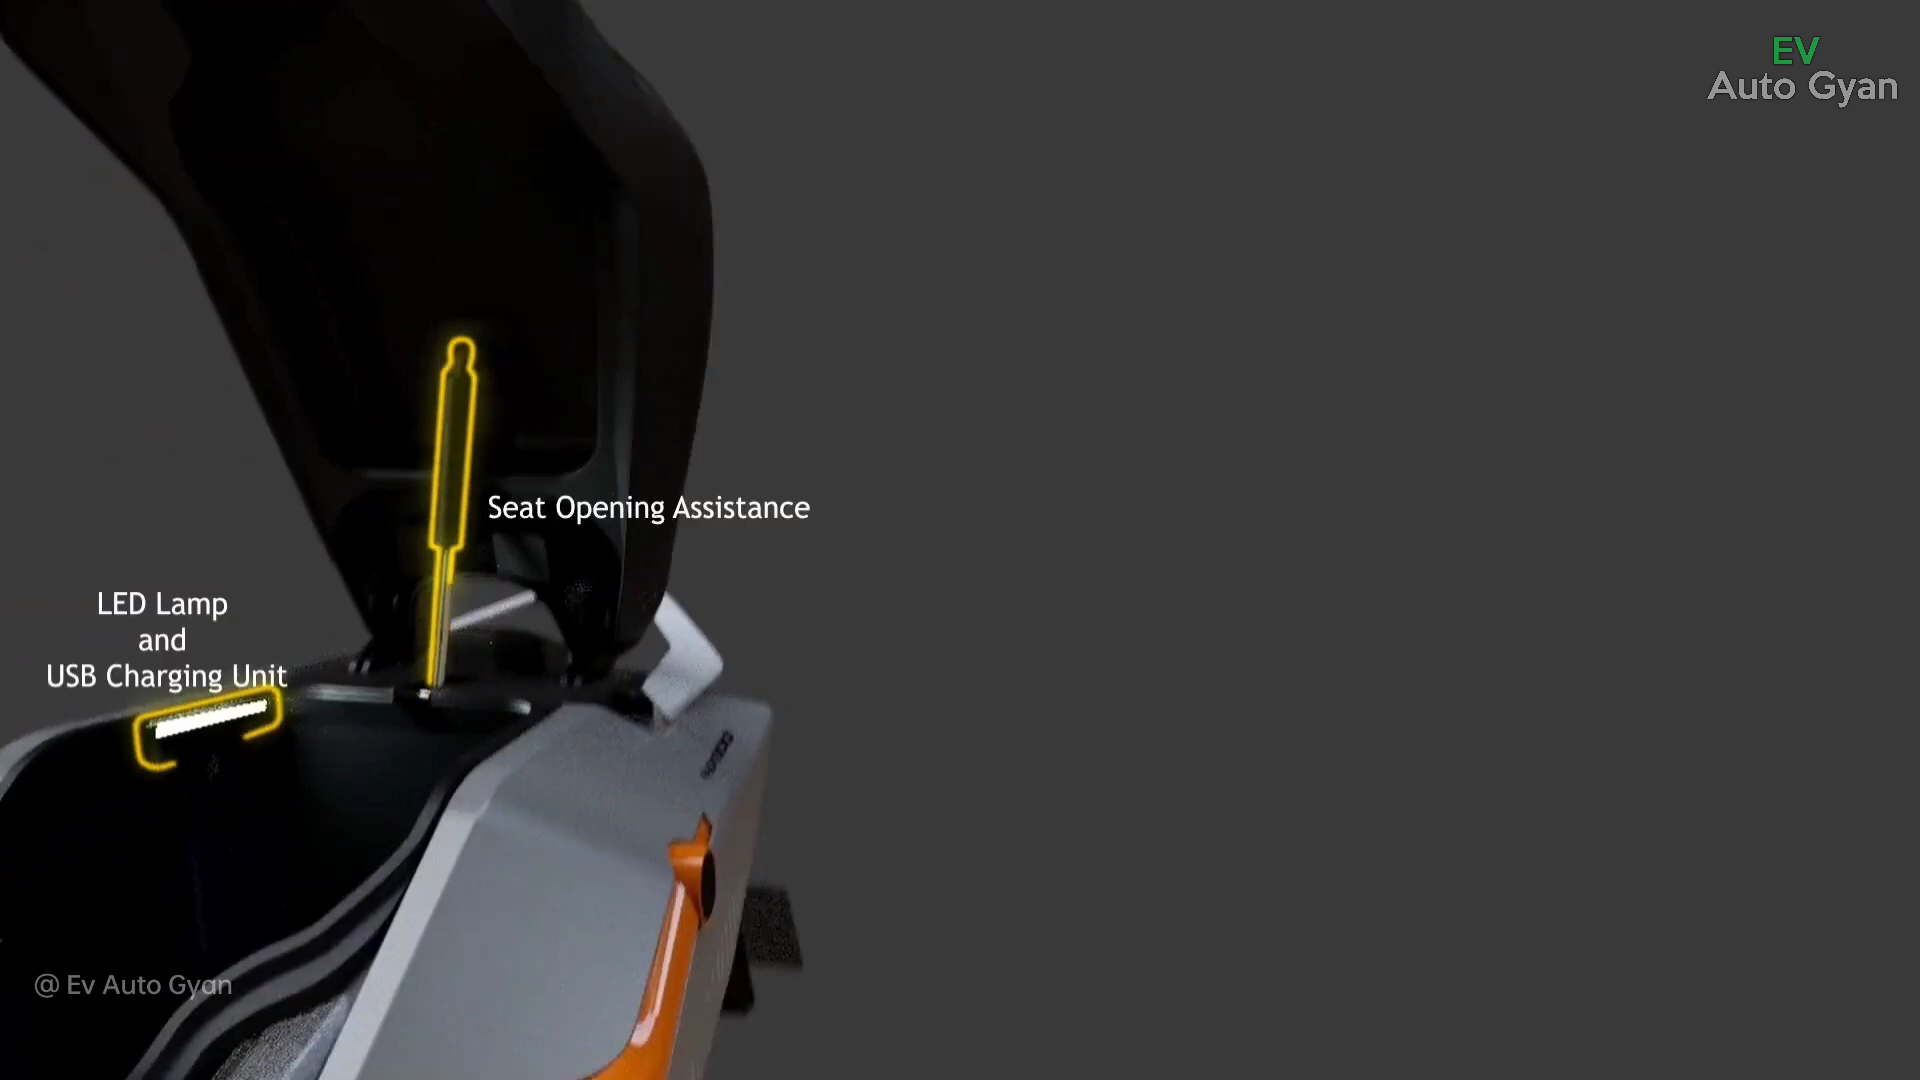 EV
Auto Gyan
Seat Opening Assistance
LED Lamp
and
USB Charging Unit
@ Ev Auto Gyan